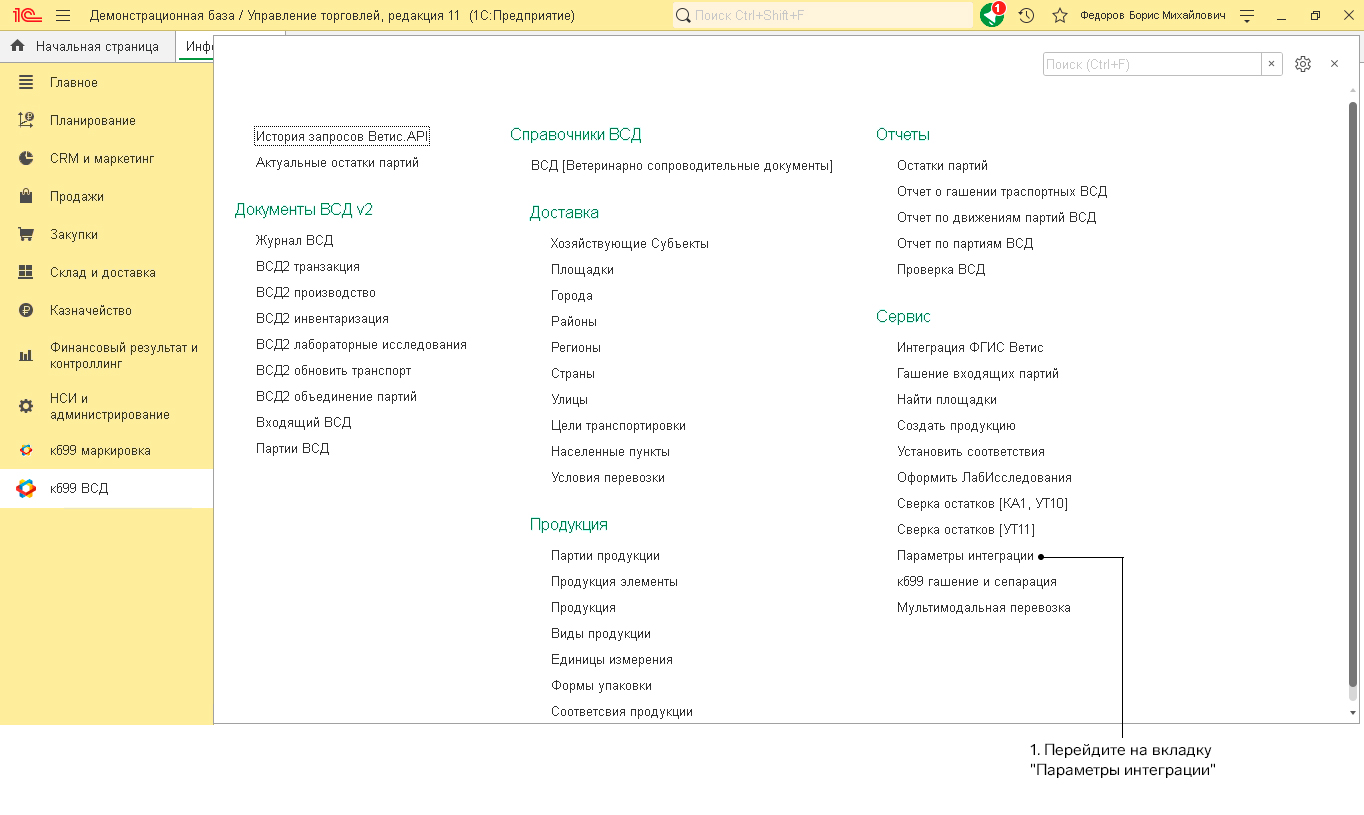 1С Демонстрационная база / Управление торговлей, редакция 11 (1С:Предприятие)
Поиск Ctrl+Shift+F
1
Федоров Борис Михайлович
Начальная страница
Инфо
Поиск (Ctrl+F)
Главное
Планирование
CRM и маркетинг
Продажи
Закупки
Склад и доставка
Казначейство
Финансовый результат и
контроллинг
НСИ и
администрирование
кб99 маркировка
кб99 ВСД
История запросов Ветис.API
Актуальные остатки партий
Документы ВСД v2
Журнал ВСД
ВСД2 транзакция
ВСД2 производство
ВСД2 инвентаризация
ВСД2 лабораторные исследования
ВСД2 обновить транспорт
ВСД2 объединение партий
Входящий ВСД
Партии ВСД
Справочники ВСД
ВСД [Ветеринарно сопроводительные документы]
Доставка
Хозяйствующие Субъекты
Площадки
Города
Районы
Регионы
Страны
Улицы
Цели транспортировки
Населенные пункты
Условия перевозки
Продукция
Партии продукции
Продукция элементы
Продукция
Виды продукции
Единицы измерения
Формы упаковки
Соответсвия продукции
Отчеты
Остатки партий
Отчет о гашении траспортных ВСД
Отчет по движениям партий ВСД
Отчет по партиям ВСД
Проверка ВСД
Сервис
Интеграция ФГИС Ветис
Гашение входящих партий
Найти площадки
Создать продукцию
Установить соответствия
Оформить ЛабИсследования
Сверка остатков [КА1, УТ10]
Сверка остатков [УТ11]
Параметры интеграции
кб99 гашение и сепарация
Мультимодальная перевозка
1. Перейдите на вкладку
"Параметры интеграции"